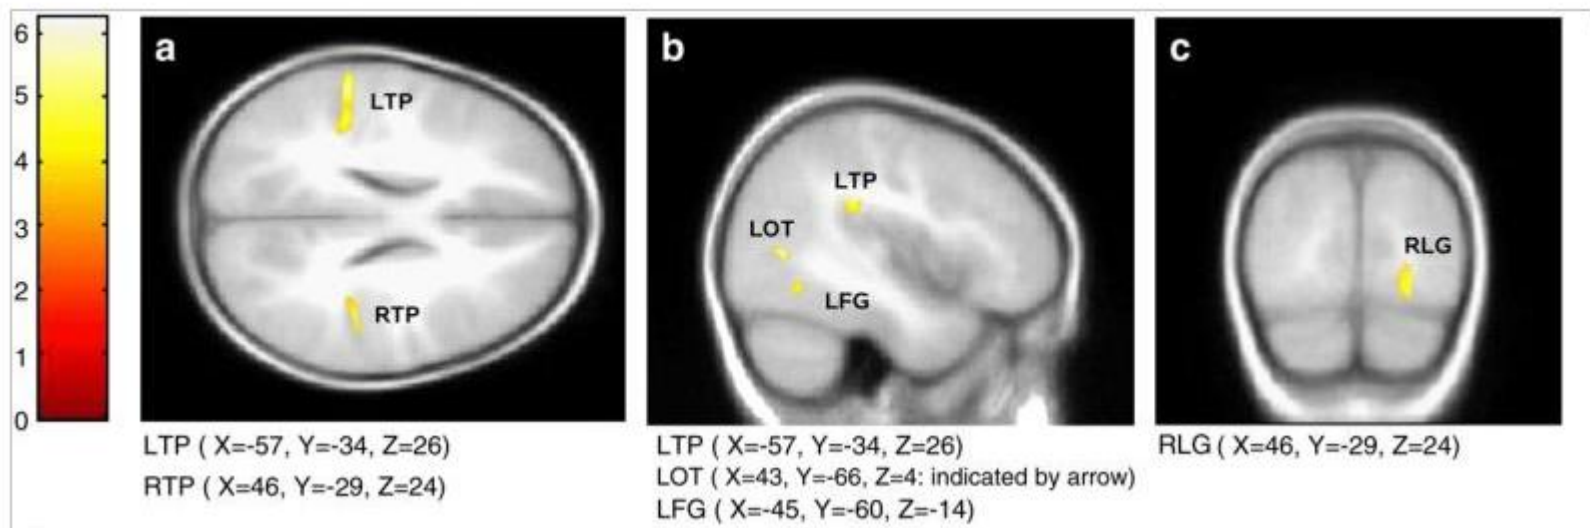 6
5
4
3
2
1
0
a
LTP
RTP
b
LTP
LOT
LFG
c
RLG
LTP ( X=-57, Y=-34, Z=26)
RTP ( X=46, Y=-29, Z=24)
LTP ( X=-57, Y=-34, Z=26)
LOT ( X=43, Y=-66, Z=4: indicated by arrow)
LFG ( X=-45, Y=-60, Z=-14)
RLG ( X=46, Y=-29, Z=24)